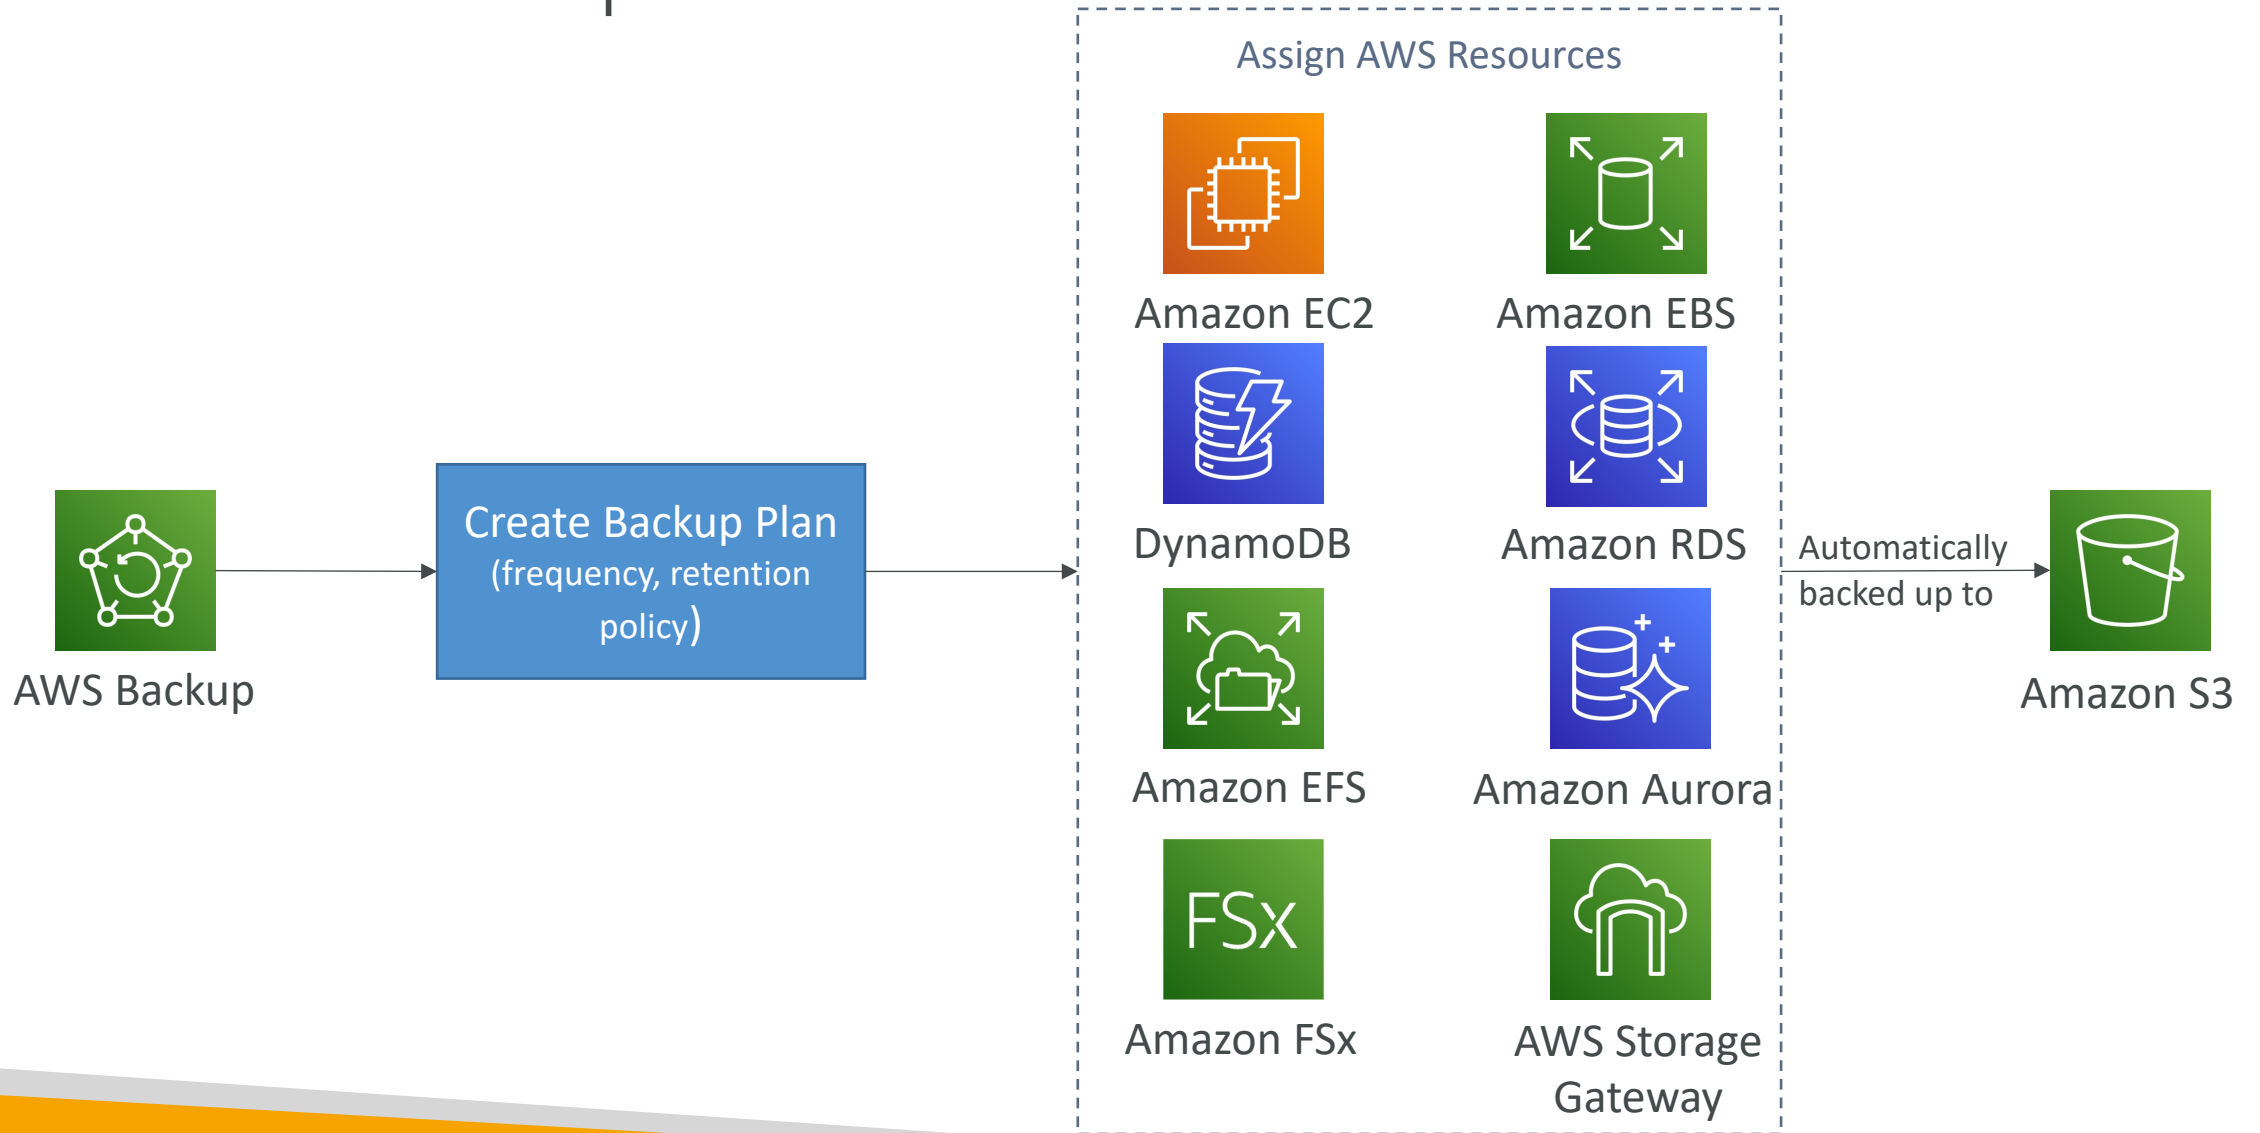 Assign AWS Resources
Amazon EC2
Amazon EBS
DynamoDB
Amazon RDS
Amazon EFS
Amazon Aurora
FSx
Amazon FSx
AWS Storage
Gateway
AWS Backup
Create Backup Plan
(frequency, retention
policy)
Automatically
backed up to
Amazon S3